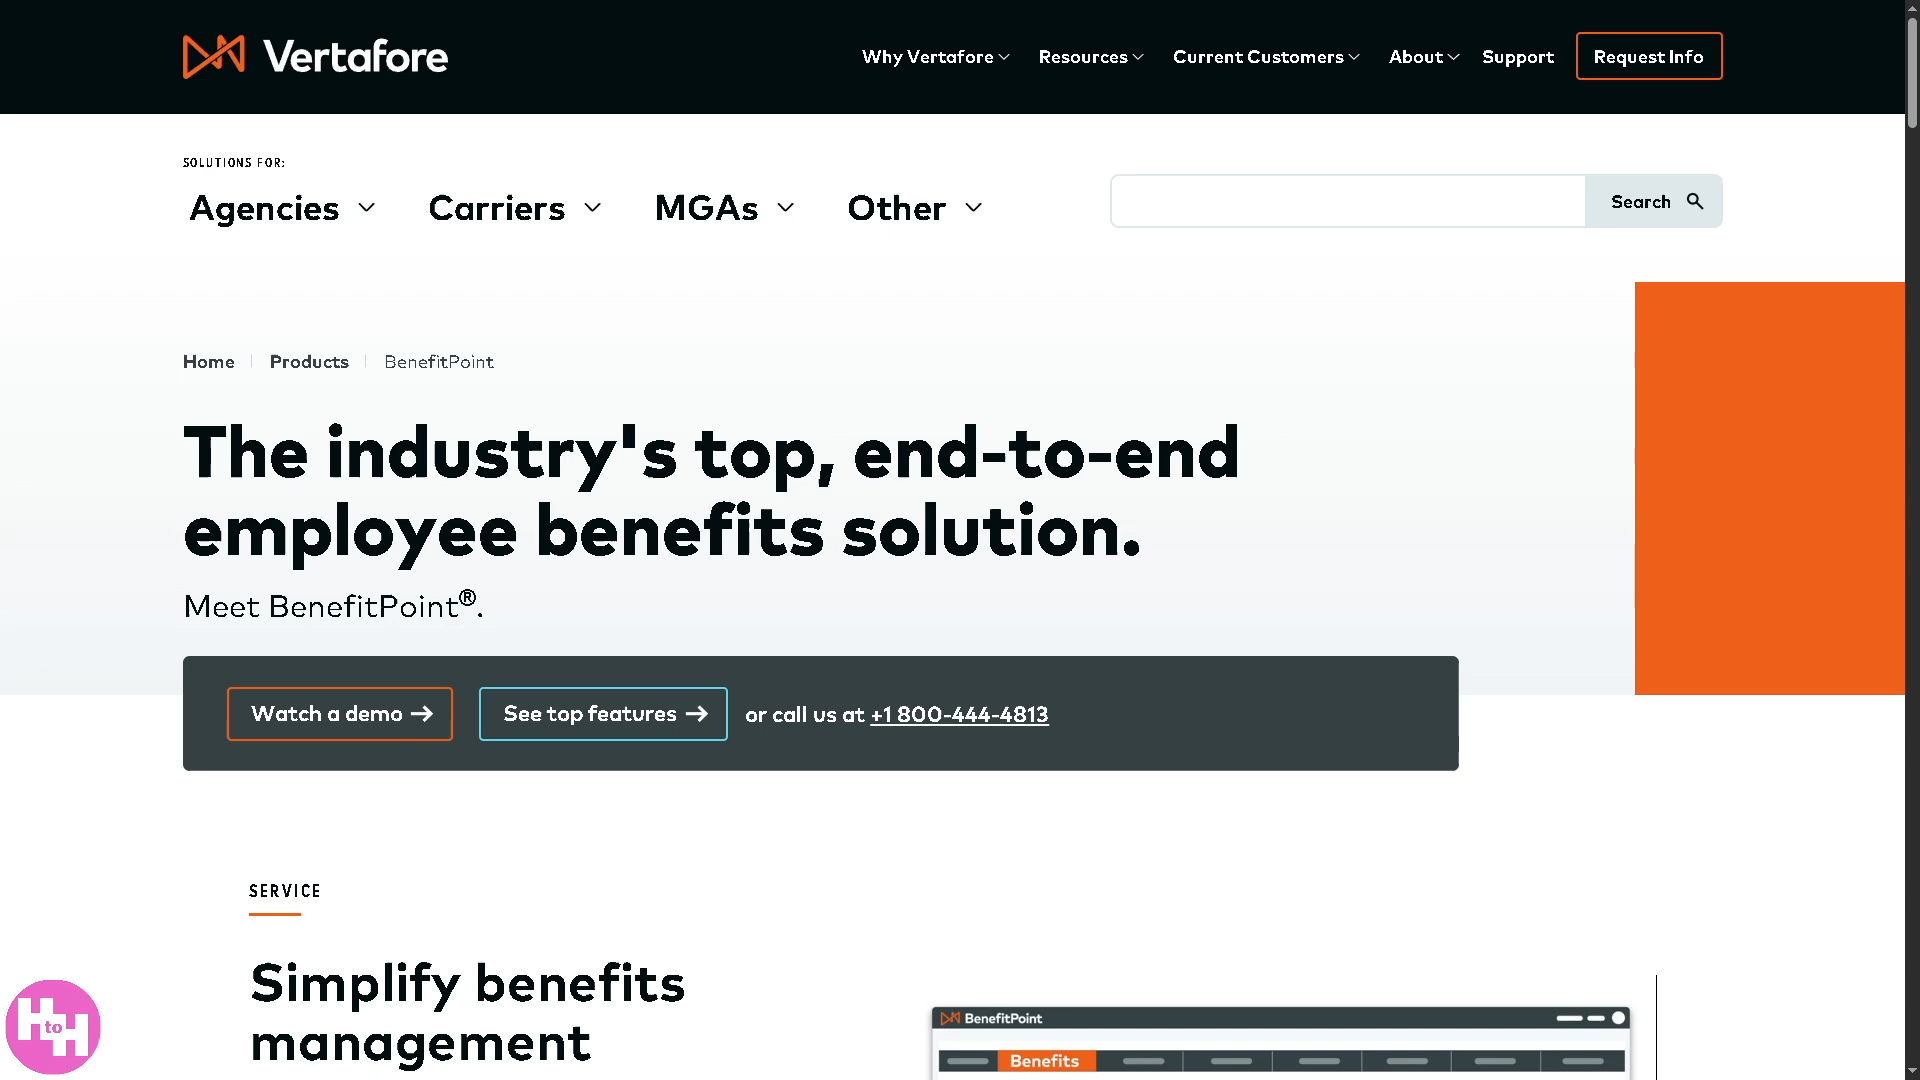 Vertafore
Why Vertafore
Resources
Current Customers
About
Support
Request Info
SOLUTIONS FOR:
Agencies
Carriers
MGAs
Other
Search
Home
Products
BenefitPoint
The industry's top, end-to-end
employee benefits solution.
Meet BenefitPoint®.
Watch a demo →
See top features →
or call us at +1 800-444-4813
SERVICE
Simplify benefits
management
BenefitPoint
Benefits
H to H